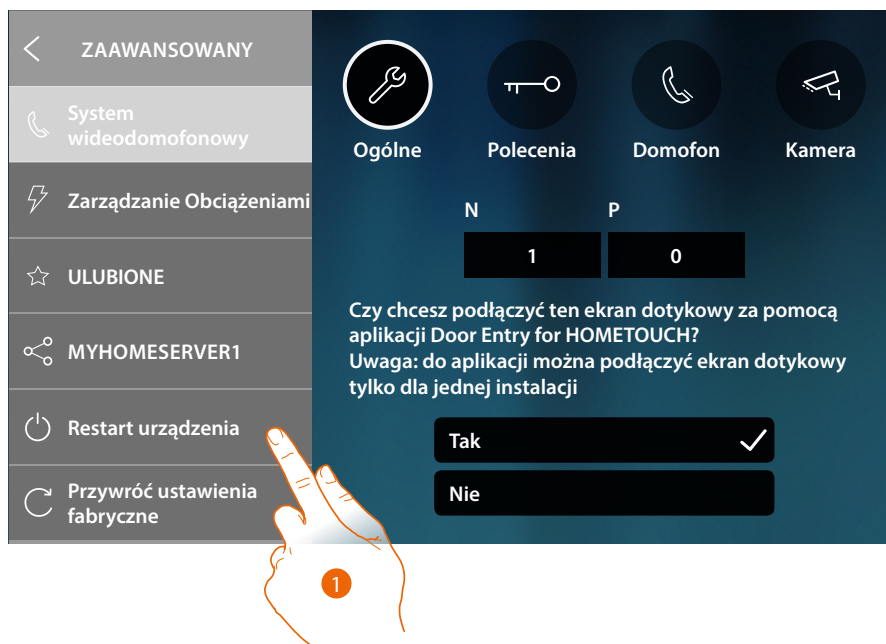 ZAAWANSOWANY
System
wideodomofonowy
Zarządzanie Obciążeniami
ULUBIONE
MYHOMESERVER1
Restart urządzenia
Przywróć ustawienia
fabryczne
Ogólne
Polecenia
Domofon
Kamera
N
P
1
0
Czy chcesz podłączyć ten ekran dotykowy za pomocą
aplikacji Door Entry for HOMETOUCH?
Uwaga: do aplikacji można podłączyć ekran dotykowy
tylko dla jednej instalacji
Tak
Nie
1